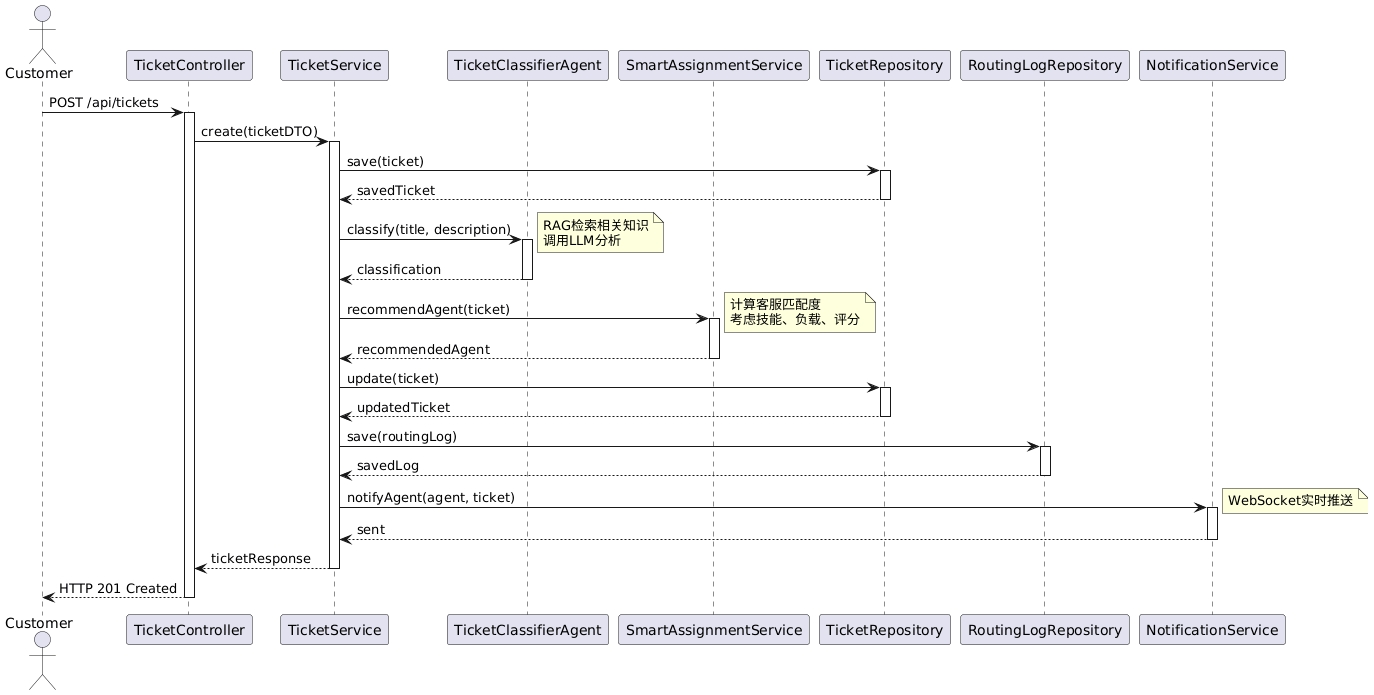 Customer
TicketController
TicketService
TicketClassifierAgent
SmartAssignmentService
TicketRepository
RoutingLogRepository
NotificationService
POST /api/tickets
create(ticketDTO)
save(ticket)
savedTicket
classify(title, description)
RAG检索相关知识
调用LLM分析
classification
recommendAgent(ticket)
计算客服匹配度
考虑技能、负载、评分
recommendedAgent
update(ticket)
updatedTicket
save(routingLog)
savedLog
notifyAgent(agent, ticket)
WebSocket实时推送
sent
ticketResponse
HTTP 201 Created
Customer
TicketController
TicketService
TicketClassifierAgent
SmartAssignmentService
TicketRepository
RoutingLogRepository
NotificationService